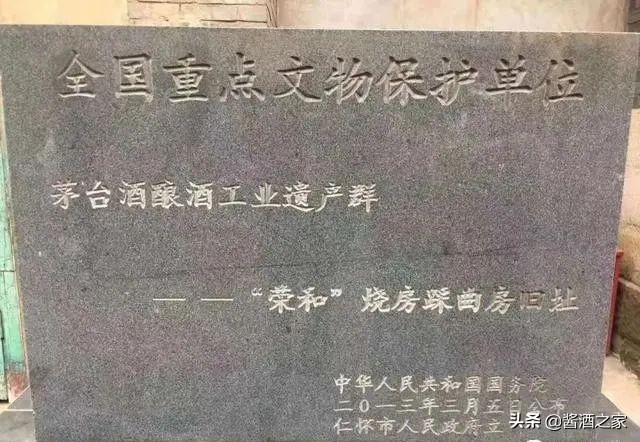 全国重点文物保护单位
茅台酒酿酒工业遗产群
——“荣和”烧房踩曲房旧址
中华人民共和国国务院
二〇一三年三月五日公布
仁怀市人民政府立
头条 @酱酒之家